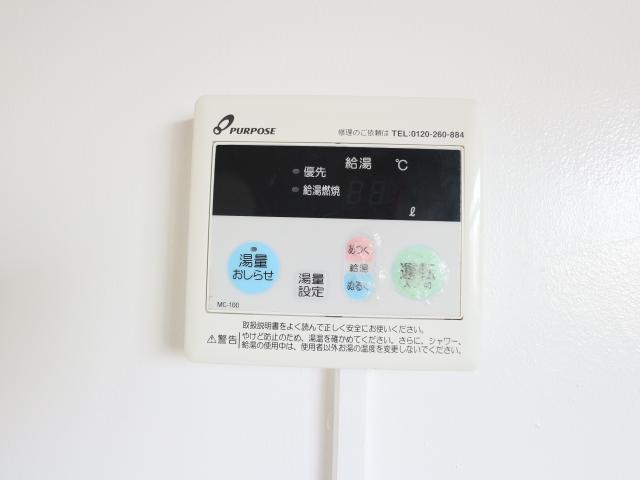 PURPOSE
修理のご依頼は TEL:0120-260-884
給湯 ℃
優先
給湯燃焼
ℓ
湯量
おしらせ
湯量
設定
あつく
給湯
ぬるく
運転
入 切
MC-100
取扱説明書をよく読んで正しく安全にお使いください。
⚠警告 やけど防止のため、湯温を確かめてください。さらに、シャワー、
給湯の使用中は、使用者以外お湯の温度を変更しないでください。